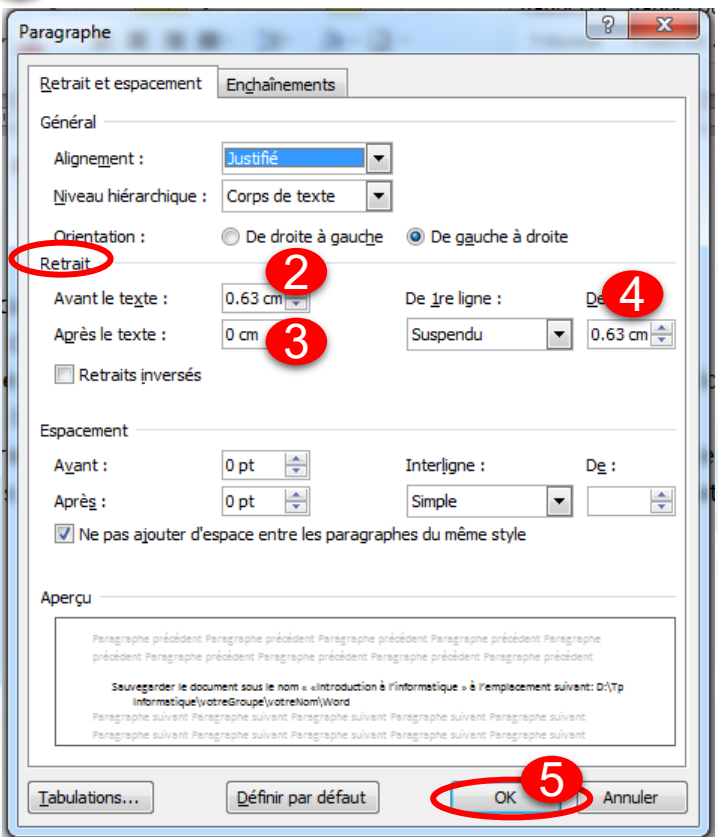 Paragraphe
Retrait et espacement Enchaînements
Général
Alignement : Justifié
Niveau hiérarchique : Corps de texte
Orientation : De droite à gauche De gauche à droite
Retrait
2
4
Avant le texte : 0.63 cm De 1re ligne : De
Après le texte : 0 cm Suspendu 0.63 cm
3
Retraits inversés
Espacement
Avant : 0 pt Interligne : De :
Après : 0 pt Simple
Ne pas ajouter d'espace entre les paragraphes du même style
Aperçu
Paragraphe précédent Paragraphe précédent Paragraphe précédent Paragraphe précédent Paragraphe
précédent Paragraphe précédent Paragraphe précédent Paragraphe précédent Paragraphe précédent
Sauvegarder le document sous le nom « «Introduction à l'informatique » à l'emplacement suivant: D:\Tp
Informatique\votreGroupe\votreNom\Word
Paragraphe suivant Paragraphe suivant Paragraphe suivant Paragraphe suivant Paragraphe suivant
Paragraphe suivant Paragraphe suivant Paragraphe suivant Paragraphe suivant Paragraphe suivant
5
Tabulations... Définir par défaut OK Annuler